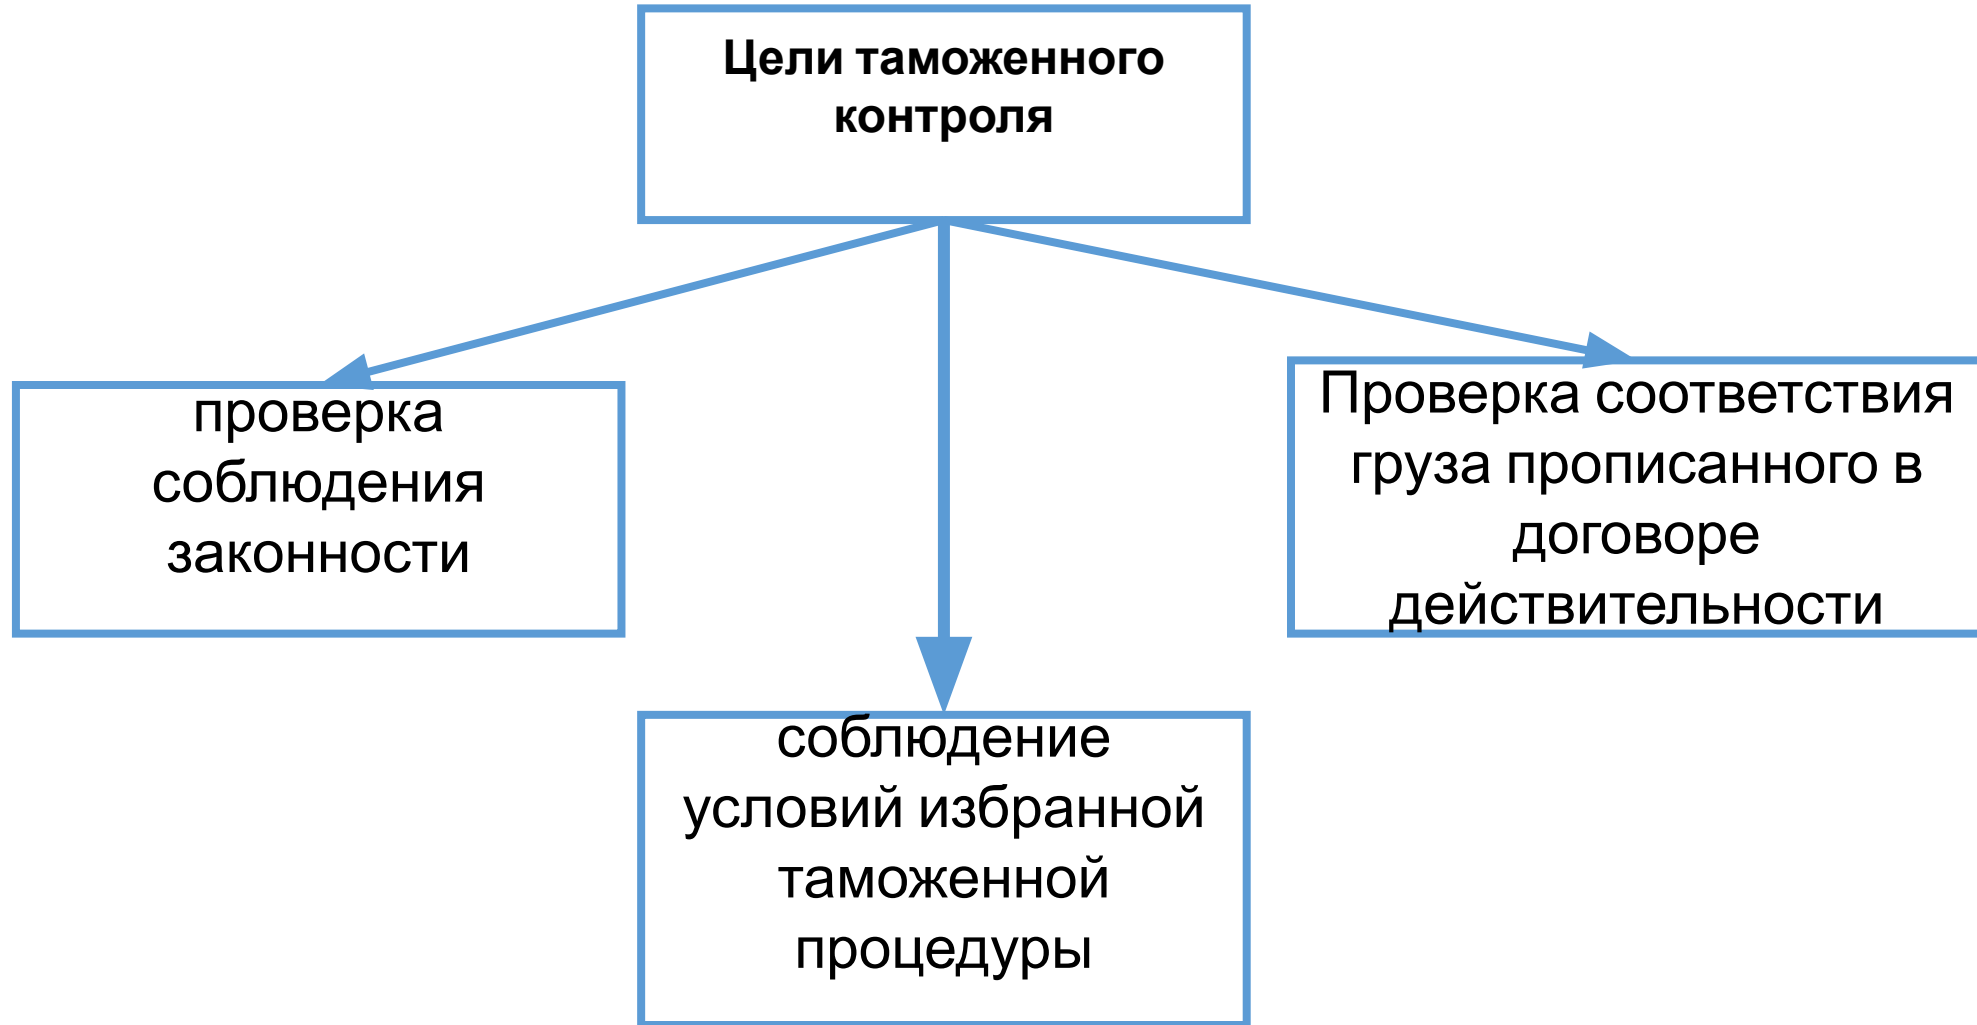 Цели таможенного
контроля
проверка
соблюдения
законности
соблюдение
условий избранной
таможенной
процедуры
Проверка соответствия
груза прописанного в
договоре
действительности